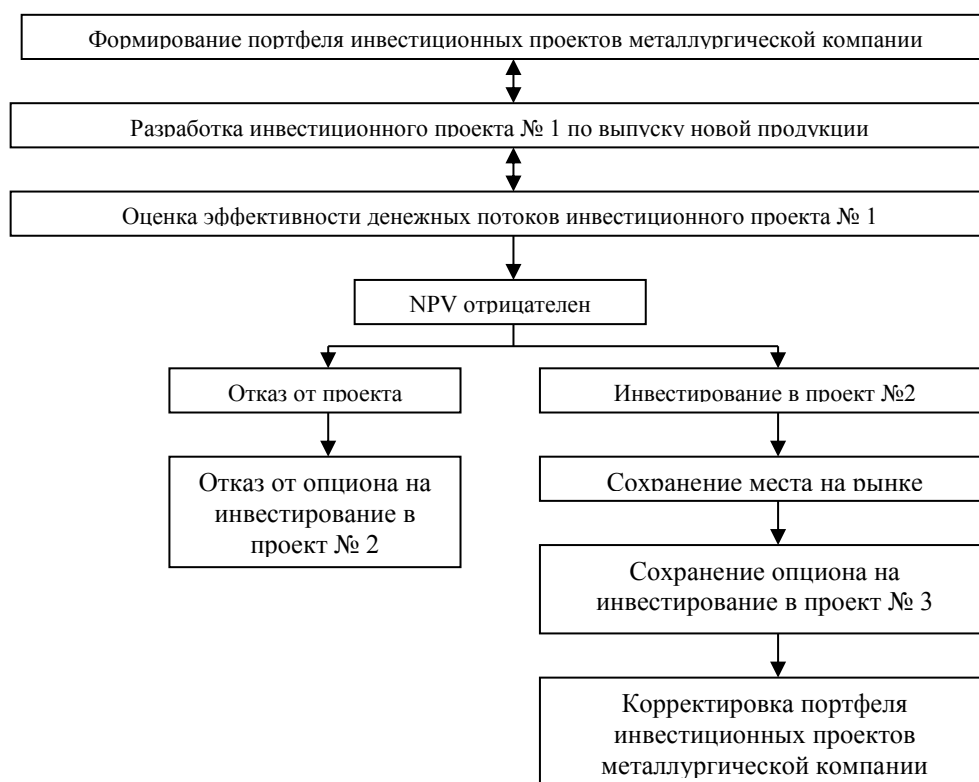 Формирование портфеля инвестиционных проектов металлургической компании
Разработка инвестиционного проекта № 1 по выпуску новой продукции
Оценка эффективности денежных потоков инвестиционного проекта № 1
NPV отрицателен
Отказ от проекта
Инвестирование в проект №2
Отказ от опциона на
инвестирование в
проект № 2
Сохранение места на рынке
Сохранение опциона на
инвестирование в проект № 3
Корректировка портфеля
инвестиционных проектов
металлургической компании